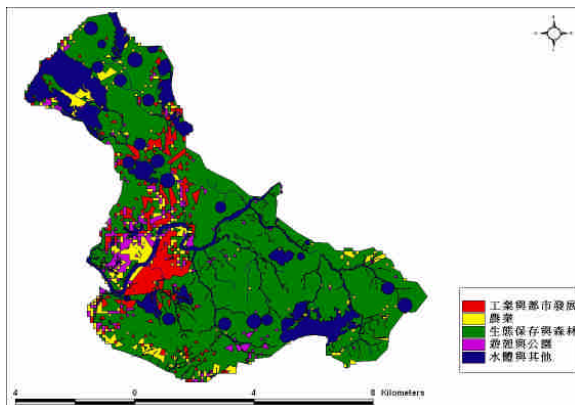 工業與都市發展
農業
生態保存與森林
遊憩與公園
水體與其他
4 0 4 8 Kilometers